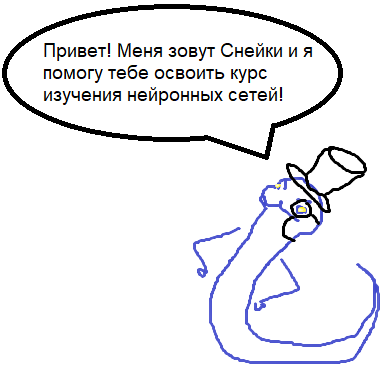 Привет! Меня зовут Снейки и я
помогу тебе освоить курс
изучения нейронных сетей!